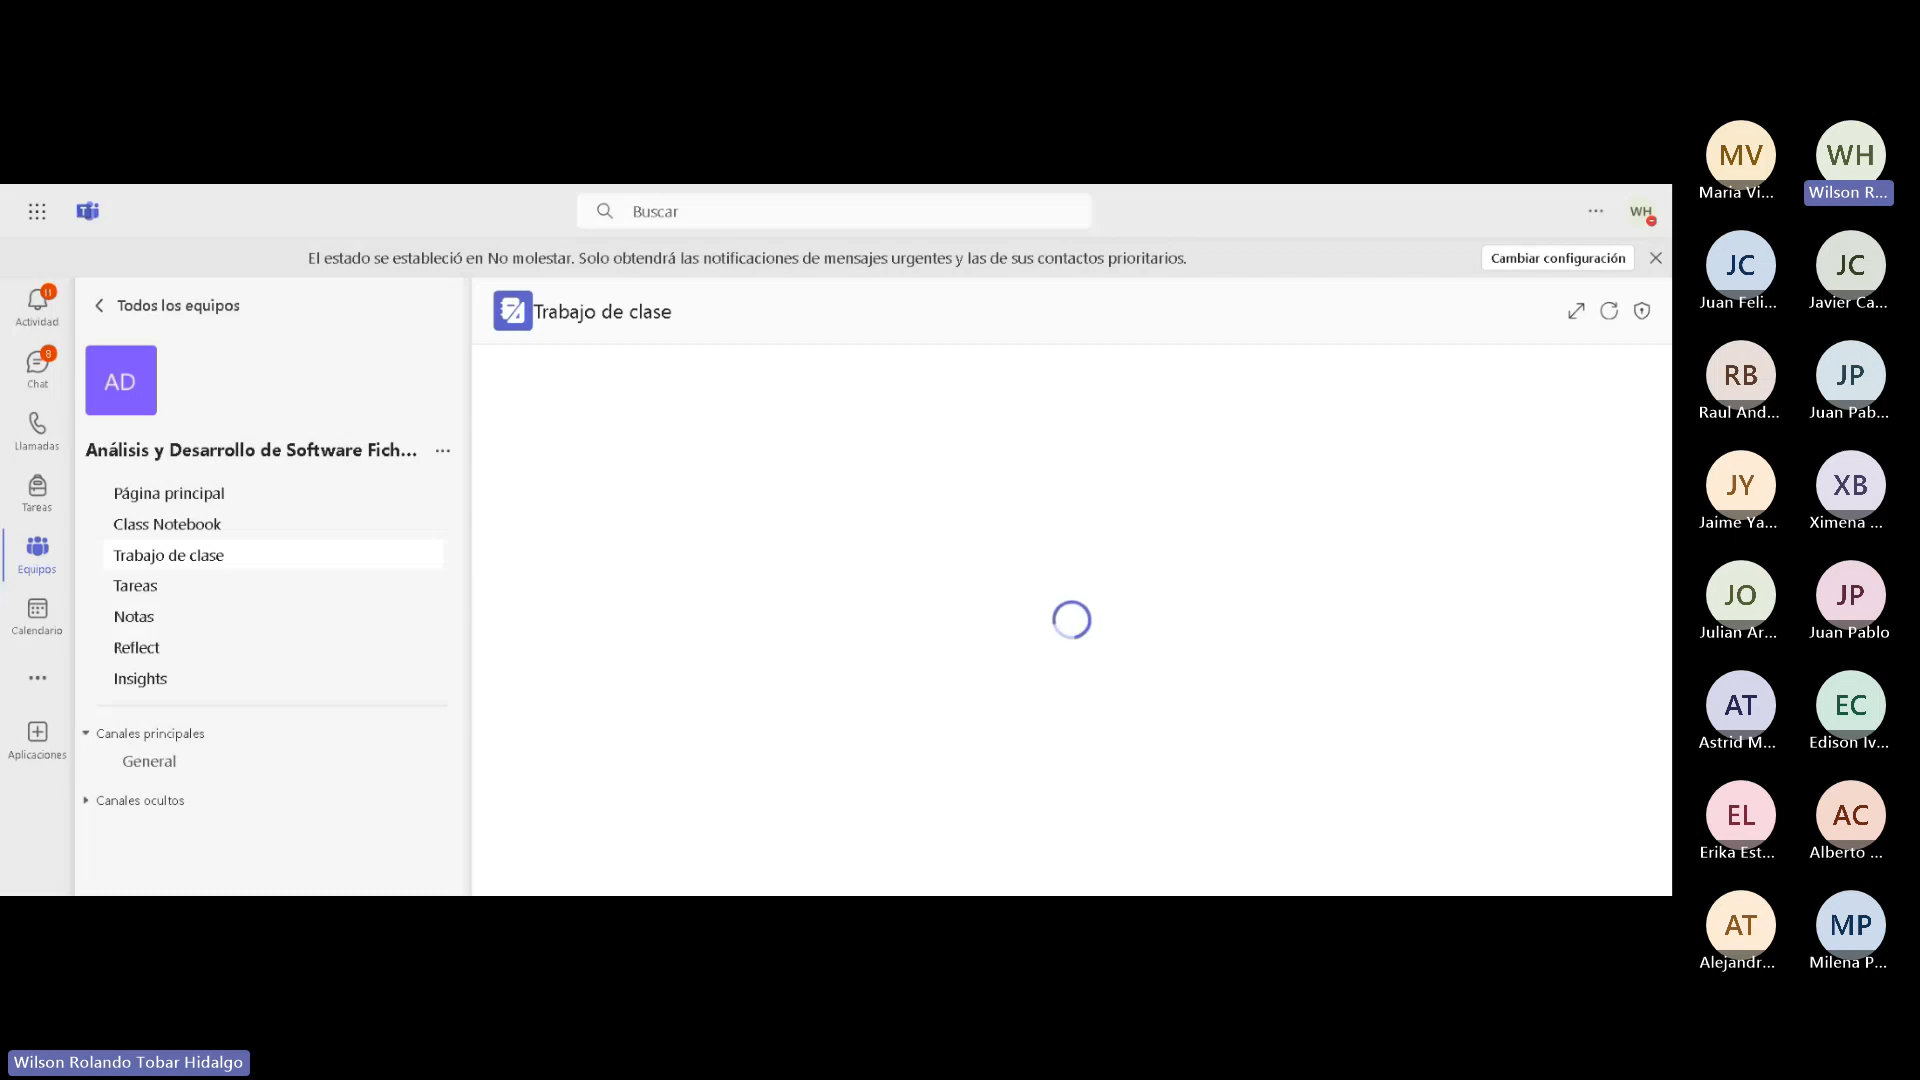 Buscar
WH
El estado se estableció en No molestar. Solo obtendrá las notificaciones de mensajes urgentes y las de sus contactos prioritarios.
Cambiar configuración
11
Actividad
8
Chat
Llamadas
Tareas
Equipos
Calendario
Aplicaciones
Todos los equipos
AD
Análisis y Desarrollo de Software Fich...
Página principal
Class Notebook
Trabajo de clase
Tareas
Notas
Reflect
Insights
Canales principales
General
Canales ocultos
Trabajo de clase
MV
Maria Vi...
WH
Wilson R...
JC
Juan Feli...
JC
Javier Ca...
RB
Raul And...
JP
Juan Pab...
JY
Jaime Ya...
XB
Ximena ...
JO
Julian Ar...
JP
Juan Pablo
AT
Astrid M...
EC
Edison Iv...
EL
Erika Est...
AC
Alberto ...
AT
Alejandr...
MP
Milena P...
Wilson Rolando Tobar Hidalgo